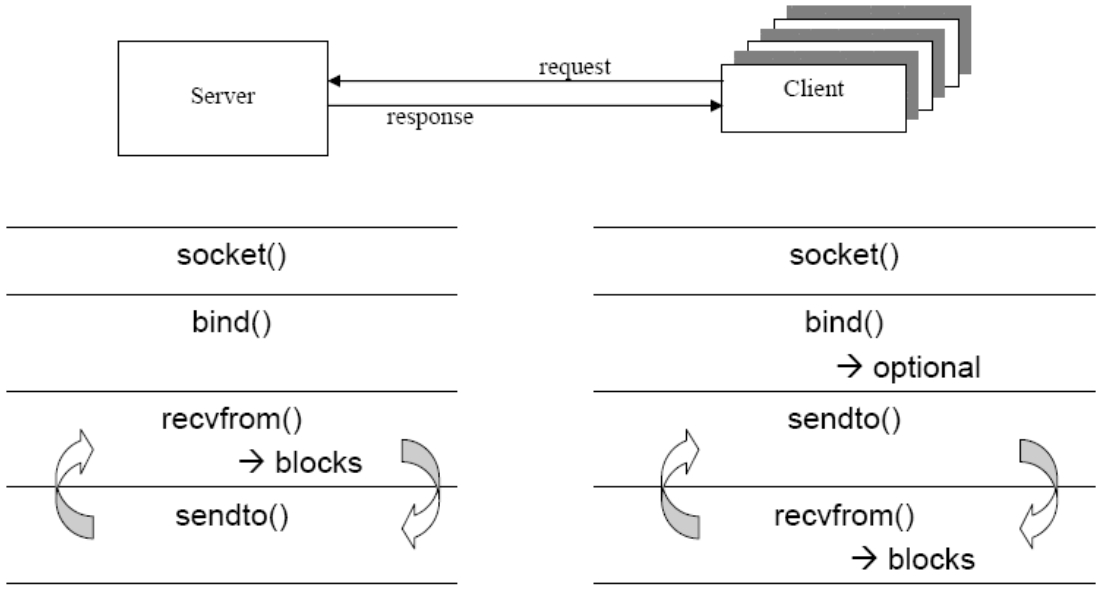 Server
request
response
Client
socket()
bind()
recvfrom()
→ blocks
sendto()
socket()
bind()
→ optional
sendto()
recvfrom()
→ blocks